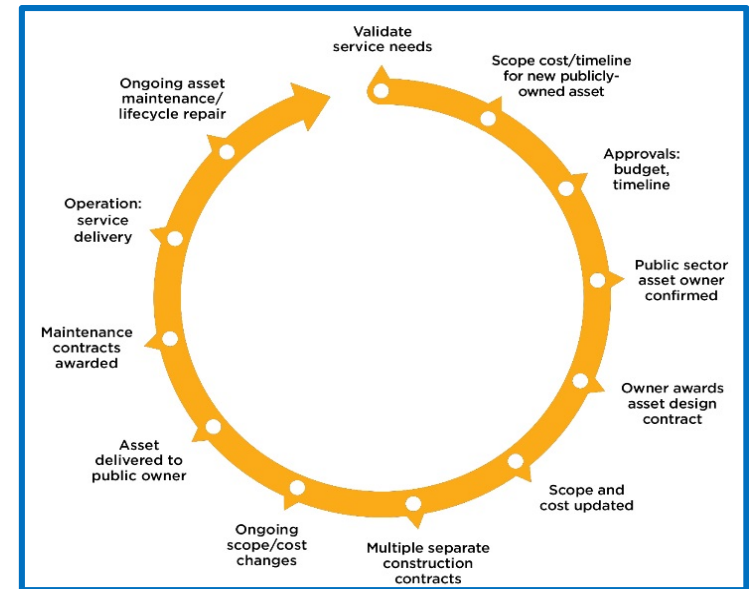 Validate
service needs
Scope cost/timeline
for new publicly-
owned asset
Approvals:
budget,
timeline
Public sector
asset owner
confirmed
Owner awards
asset design
contract
Scope and
cost updated
Multiple separate
construction
contracts
Ongoing
scope/cost
changes
Asset
delivered to
public owner
Maintenance
contracts
awarded
Operation:
service
delivery
Ongoing asset
maintenance/
lifecycle repair